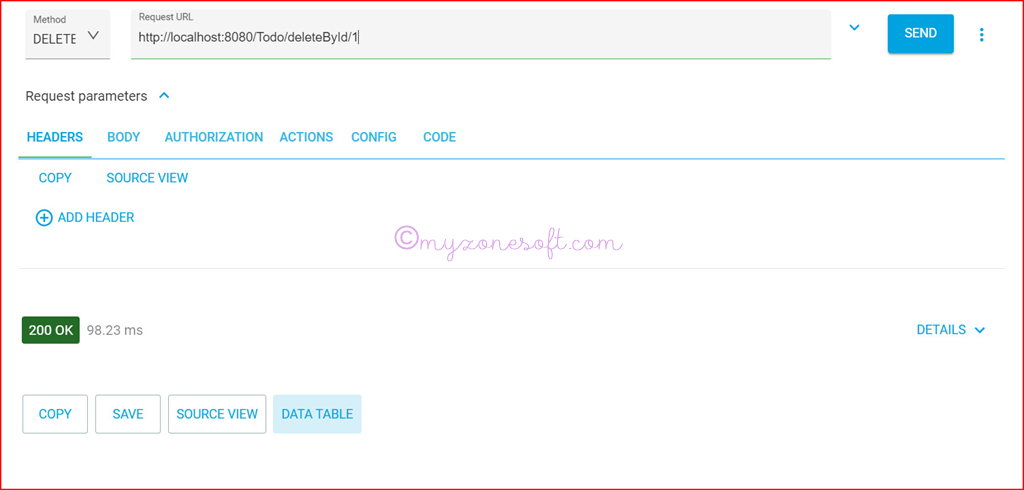 Method
Request URL
DELETE
http://localhost:8080/Todo/deleteById/1
SEND
Request parameters
HEADERS BODY AUTHORIZATION ACTIONS CONFIG CODE
COPY SOURCE VIEW
ADD HEADER
©myzonesoft.com
200 OK 98.23 ms DETAILS
COPY SAVE SOURCE VIEW DATA TABLE